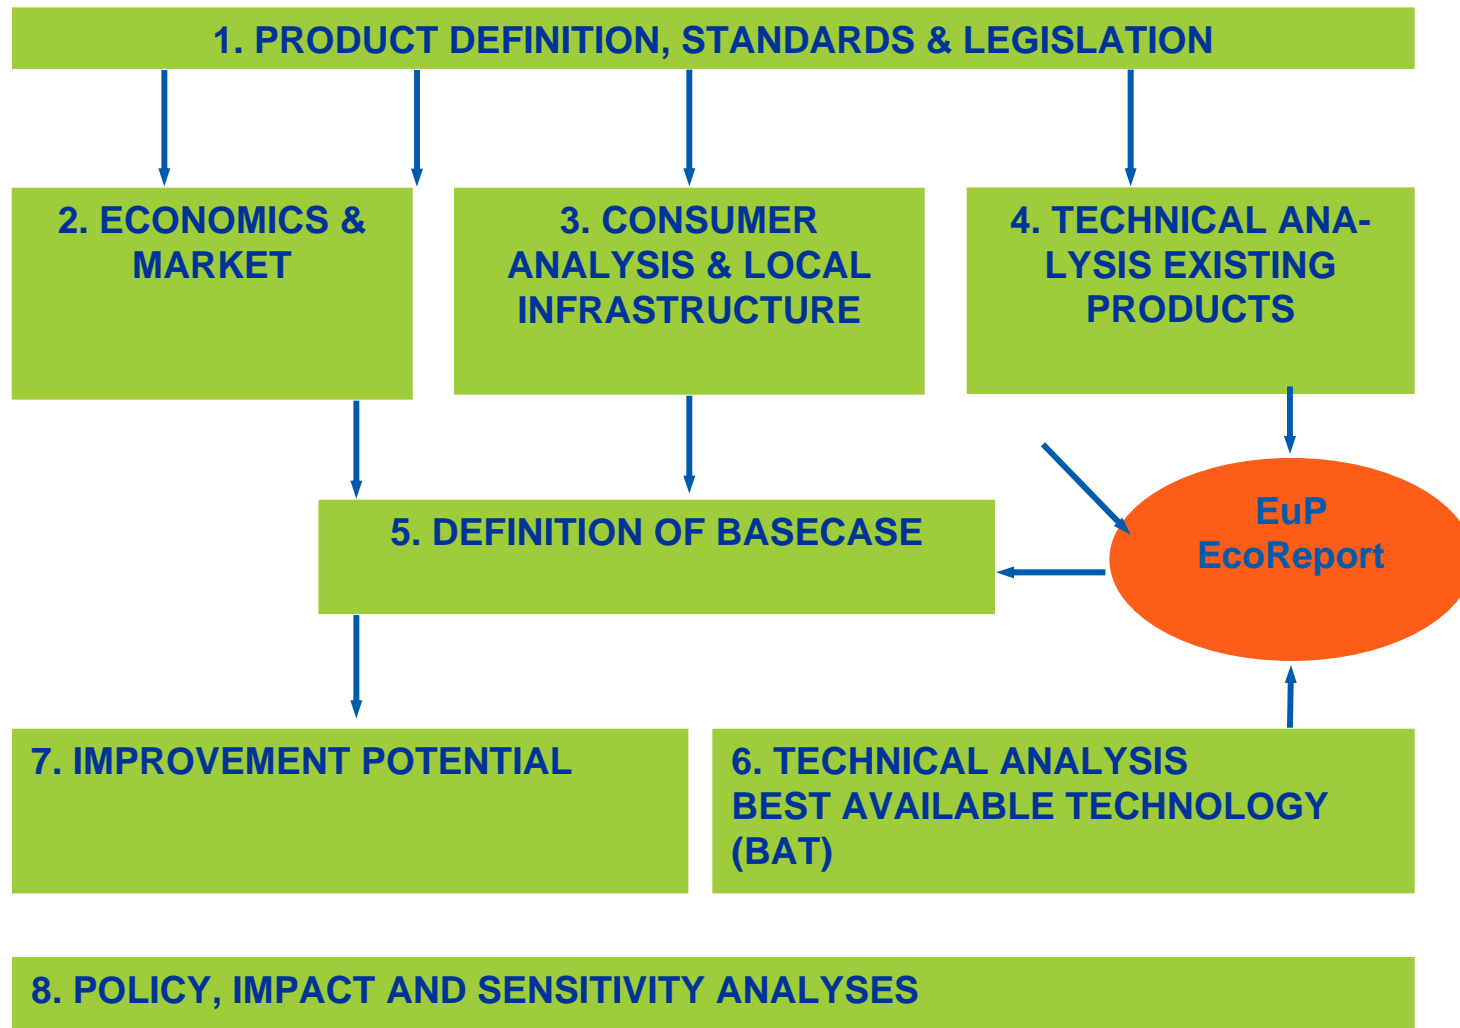 1. PRODUCT DEFINITION, STANDARDS & LEGISLATION
2. ECONOMICS &
MARKET
3. CONSUMER
ANALYSIS & LOCAL
INFRASTRUCTURE
4. TECHNICAL ANA-
LYSIS EXISTING
PRODUCTS
5. DEFINITION OF BASECASE
EuP
EcoReport
7. IMPROVEMENT POTENTIAL
6. TECHNICAL ANALYSIS
BEST AVAILABLE TECHNOLOGY
(BAT)
8. POLICY, IMPACT AND SENSITIVITY ANALYSES